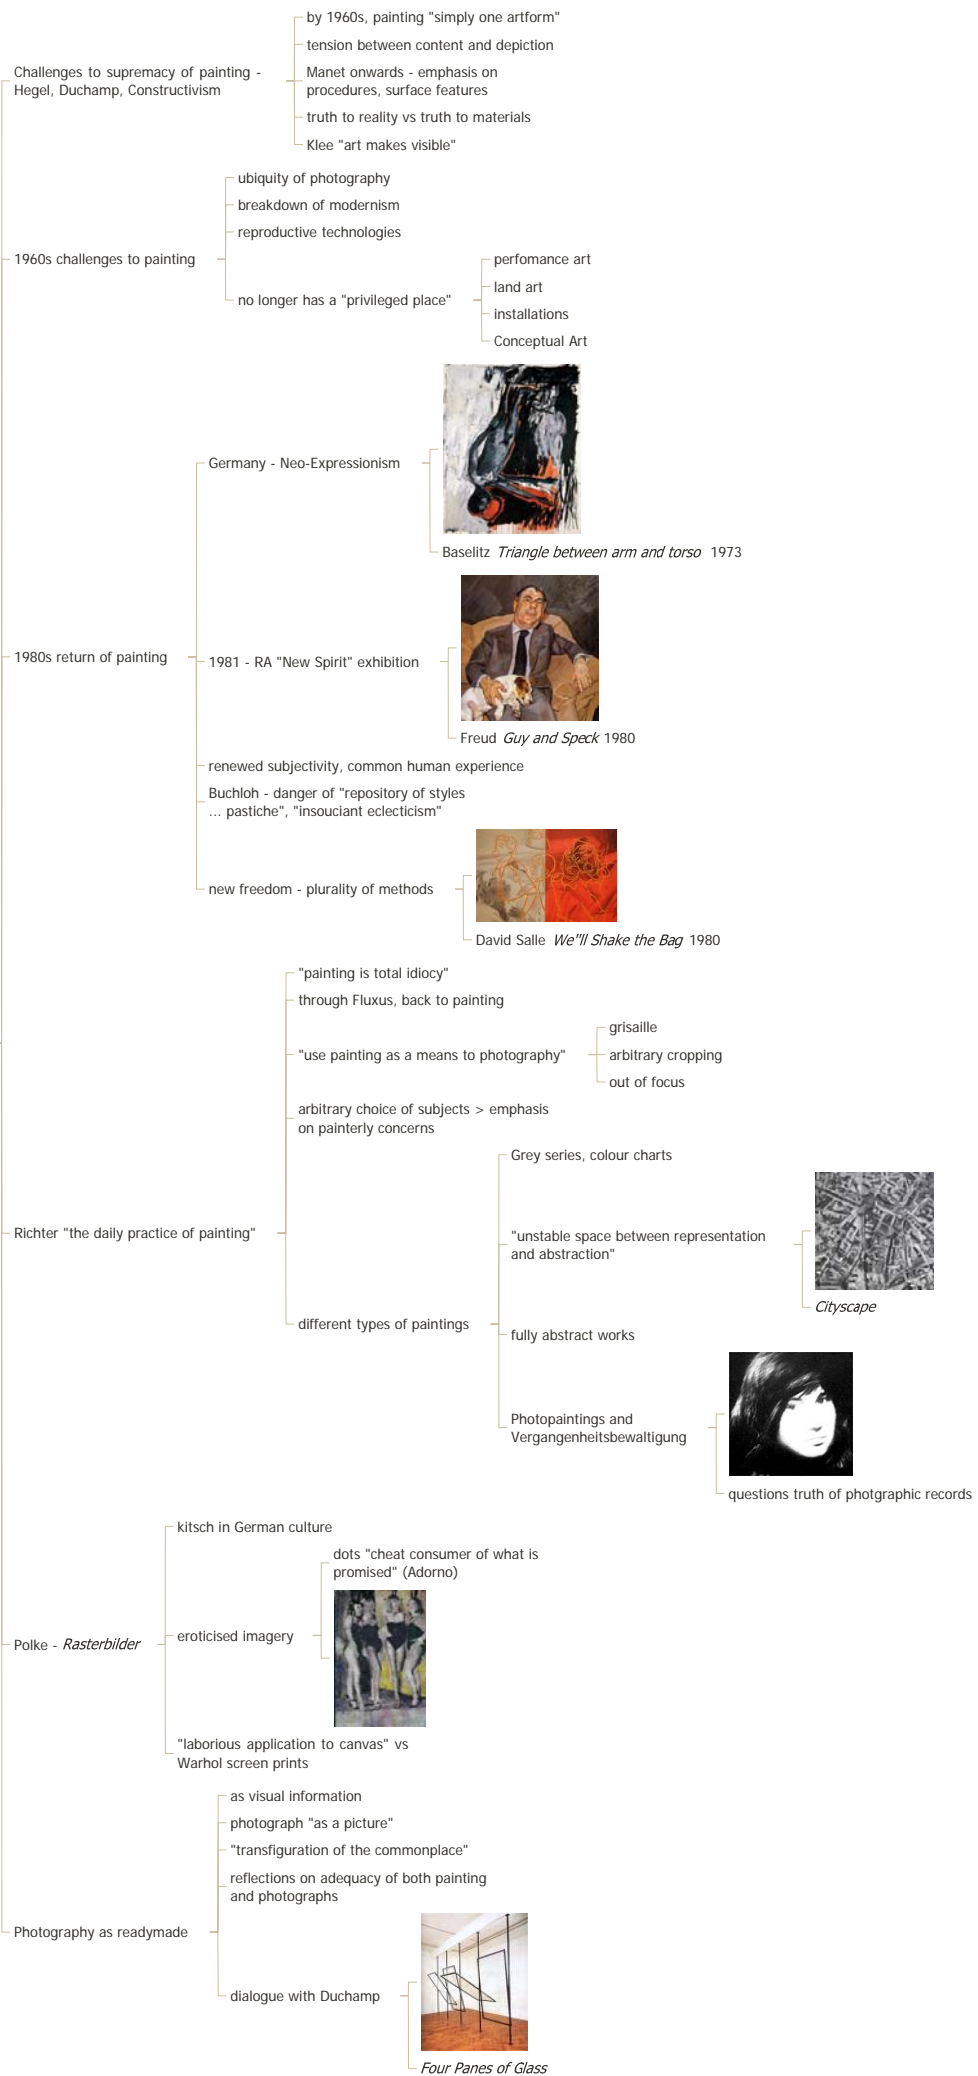 Challenges to supremacy of painting -
Hegel, Duchamp, Constructivism
by 1960s, painting "simply one artform"
tension between content and depiction
Manet onwards - emphasis on
procedures, surface features
truth to reality vs truth to materials
Klee "art makes visible"
1960s challenges to painting
ubiquity of photography
breakdown of modernism
reproductive technologies
no longer has a "privileged place"
perfomance art
land art
installations
Conceptual Art
1980s return of painting
Germany - Neo-Expressionism
Baselitz Triangle between arm and torso 1973
1981 - RA "New Spirit" exhibition
Freud Guy and Speck 1980
renewed subjectivity, common human experience
Buchloh - danger of "repository of styles
... pastiche", "insouciant eclecticism"
new freedom - plurality of methods
David Salle We"ll Shake the Bag 1980
Richter "the daily practice of painting"
"painting is total idiocy"
through Fluxus, back to painting
"use painting as a means to photography"
grisaille
arbitrary cropping
out of focus
arbitrary choice of subjects > emphasis
on painterly concerns
different types of paintings
Grey series, colour charts
"unstable space between representation
and abstraction"
Cityscape
fully abstract works
Photopaintings and
Vergangenheitsbewaltigung
questions truth of photgraphic records
Polke - Rasterbilder
kitsch in German culture
eroticised imagery
dots "cheat consumer of what is
promised" (Adorno)
"laborious application to canvas" vs
Warhol screen prints
Photography as readymade
as visual information
photograph "as a picture"
"transfiguration of the commonplace"
reflections on adequacy of both painting
and photographs
dialogue with Duchamp
Four Panes of Glass